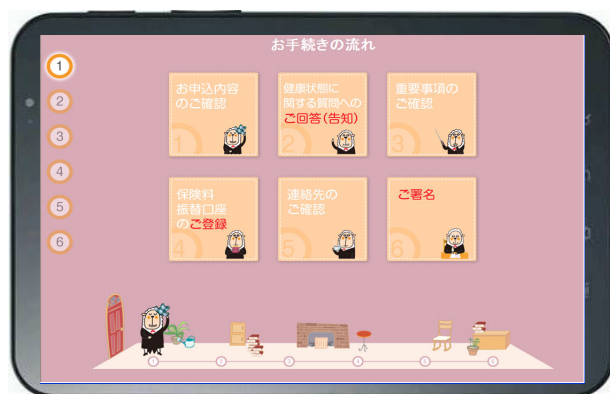 お手続きの流れ
1
2
3
4
5
6
お申込内容
のご確認
1
健康状態に
関する質問への
ご回答(告知)
2
重要事項の
ご確認
3
保険料
振替口座
のご登録
4
連絡先の
ご確認
5
ご署名
6